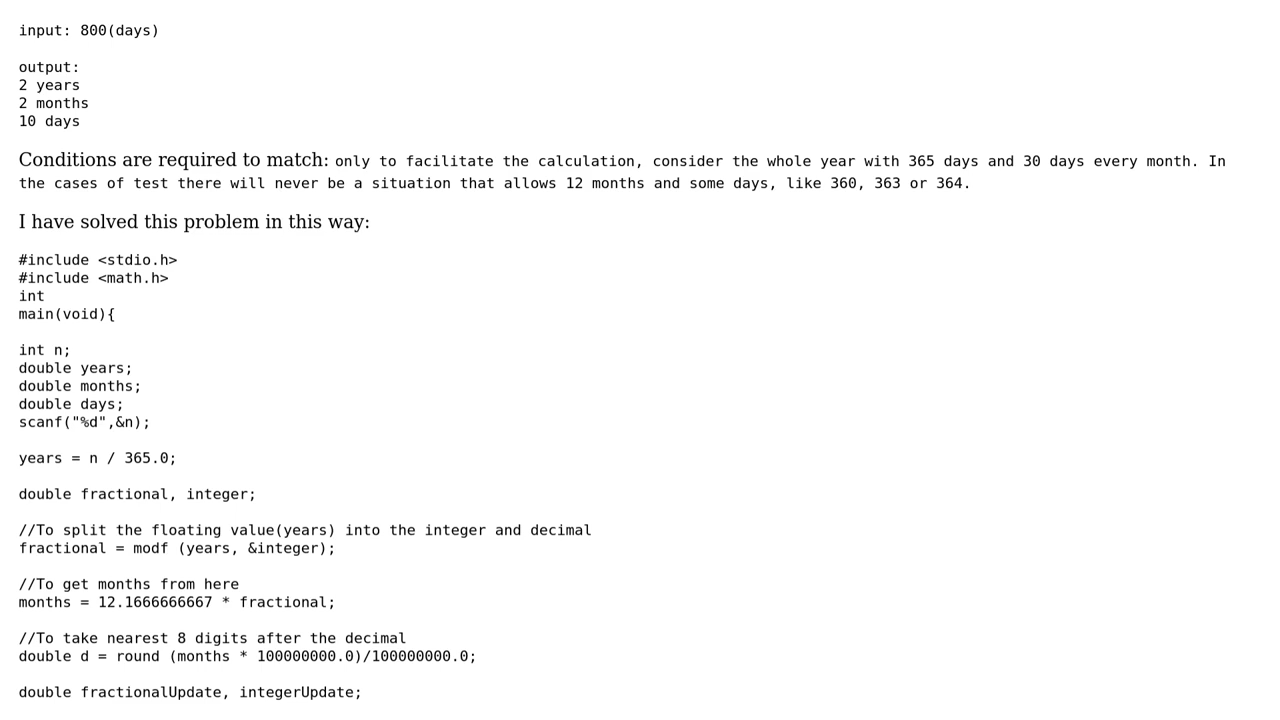 input: 800(days)
output:
2 years
2 months
10 days
Conditions are required to match: only to facilitate the calculation, consider the whole year with 365 days and 30 days every month. In
the cases of test there will never be a situation that allows 12 months and some days, like 360, 363 or 364.
I have solved this problem in this way:
#include <stdio.h>
#include <math.h>
int
main(void){
int n;
double years;
double months;
double days;
scanf("%d",&n);
years = n / 365.0;
double fractional, integer;
//To split the floating value(years) into the integer and decimal
fractional = modf (years, &integer);
//To get months from here
months = 12.1666666667 * fractional;
//To take nearest 8 digits after the decimal
double d = round (months * 100000000.0)/100000000.0;
double fractionalUpdate, integerUpdate;